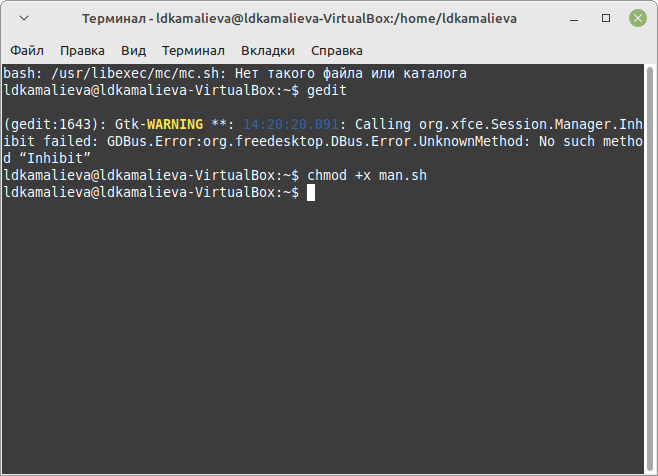 Терминал - ldkamalieva@ldkamalieva-VirtualBox:/home/ldkamalieva
Файл Правка Вид Терминал Вкладки Справка
bash: /usr/libexec/mc/mc.sh: Нет такого файла или каталога
ldkamalieva@ldkamalieva-VirtualBox:~$ gedit
(gedit:1643): Gtk-WARNING **: 14:20:20.091: Calling org.xfce.Session.Manager.Inh
ibit failed: GDBus.Error:org.freedesktop.DBus.Error.UnknownMethod: No such metho
d “Inhibit”
ldkamalieva@ldkamalieva-VirtualBox:~$ chmod +x man.sh
ldkamalieva@ldkamalieva-VirtualBox:~$